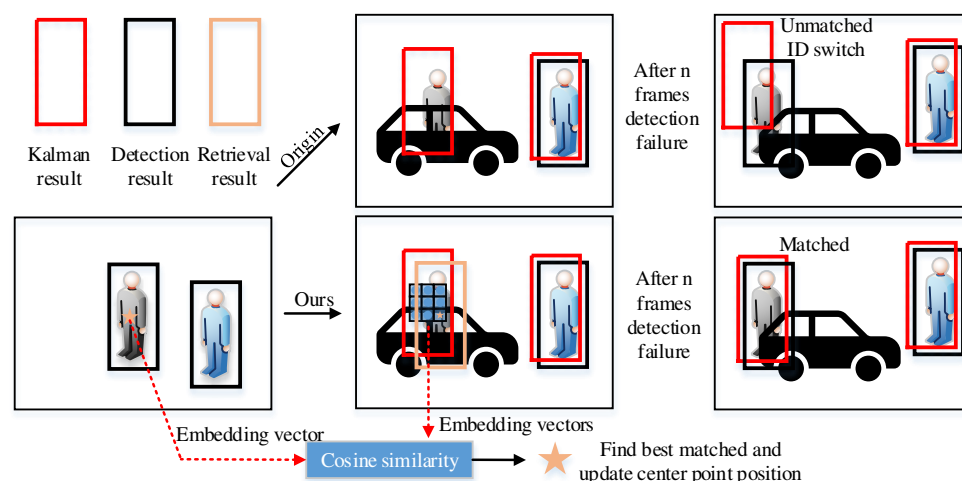 Kalman
result
Detection
result
Retrieval
result
Origin
After n
frames
detection
failure
Unmatched
ID switch
Ours
After n
frames
detection
failure
Matched
Embedding vector
Embedding vectors
Cosine similarity
Find best matched and
update center point position